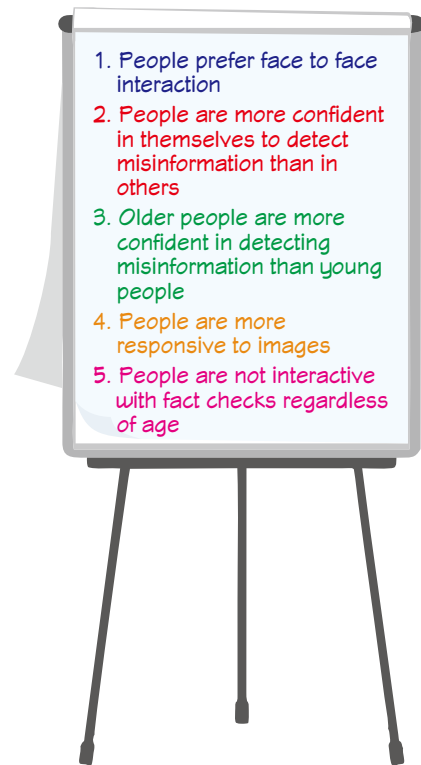 1. People prefer face to face
interaction
2. People are more confident
in themselves to detect
misinformation than in
others
3. Older people are more
confident in detecting
misinformation than young
people
4. People are more
responsive to images
5. People are not interactive
with fact checks regardless
of age